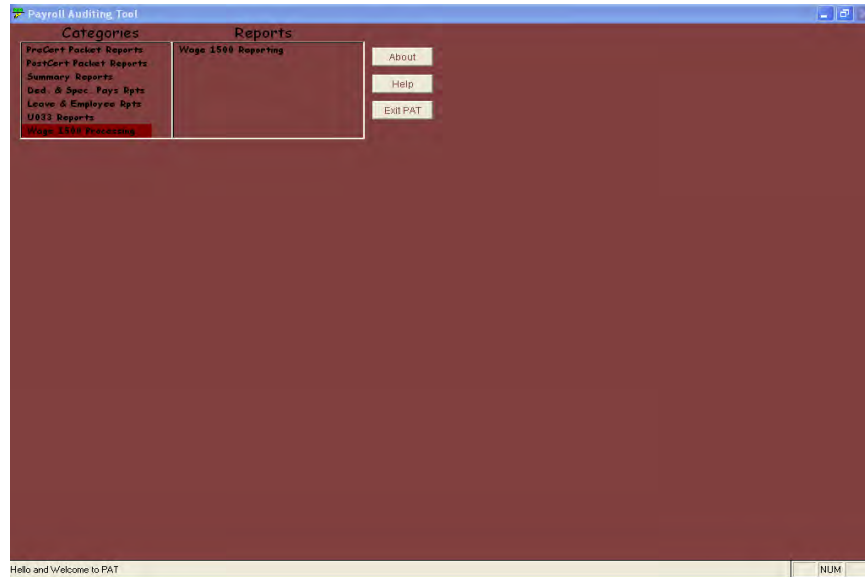 Payroll Auditing Tool
Categories
PreCert Packet Reports
PostCert Packet Reports
Summary Reports
Ded. & Spec. Pays Rpts
Leave & Employee Rpts
U033 Reports
Wage 1500 Processing
Reports
Wage 1500 Reporting
About
Help
Exit PAT
Hello and Welcome to PAT
NUM